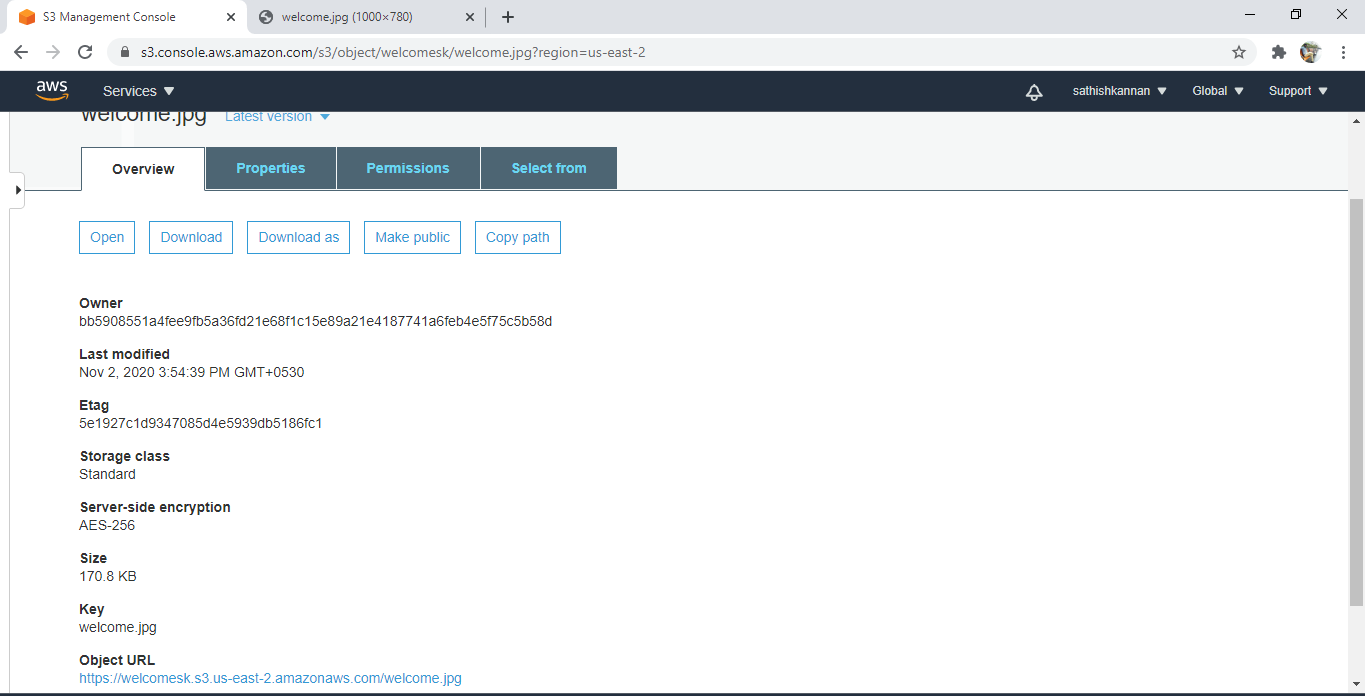 S3 Management Console
welcome.jpg (1000×780)
s3.console.aws.amazon.com/s3/object/welcomesk/welcome.jpg?region=us-east-2
aws Services sathishkannan Global Support
welcome.jpg Latest version
Overview Properties Permissions Select from
Open Download Download as Make public Copy path
Owner
bb5908551a4fee9fb5a36fd21e68f1c15e89a21e4187741a6feb4e5f75c5b58d
Last modified
Nov 2, 2020 3:54:39 PM GMT+0530
Etag
5e1927c1d9347085d4e5939db5186fc1
Storage class
Standard
Server-side encryption
AES-256
Size
170.8 KB
Key
welcome.jpg
Object URL
https://welcomesk.s3.us-east-2.amazonaws.com/welcome.jpg